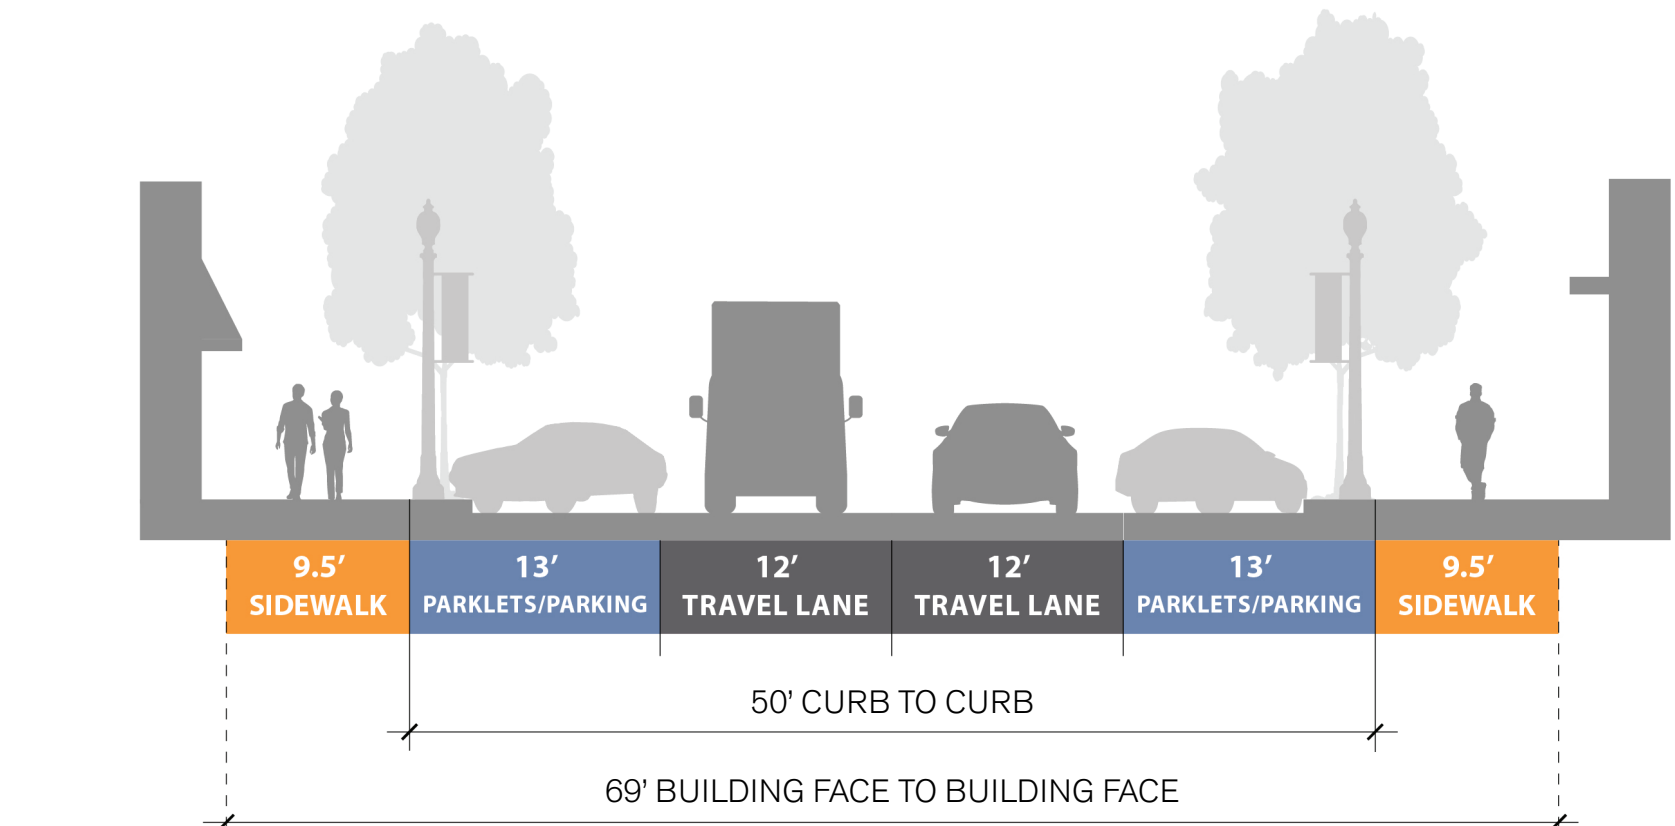 9.5′
SIDEWALK
13′
PARKLETS/PARKING
12′
TRAVEL LANE
12′
TRAVEL LANE
13′
PARKLETS/PARKING
9.5′
SIDEWALK
50’ CURB TO CURB
69’ BUILDING FACE TO BUILDING FACE